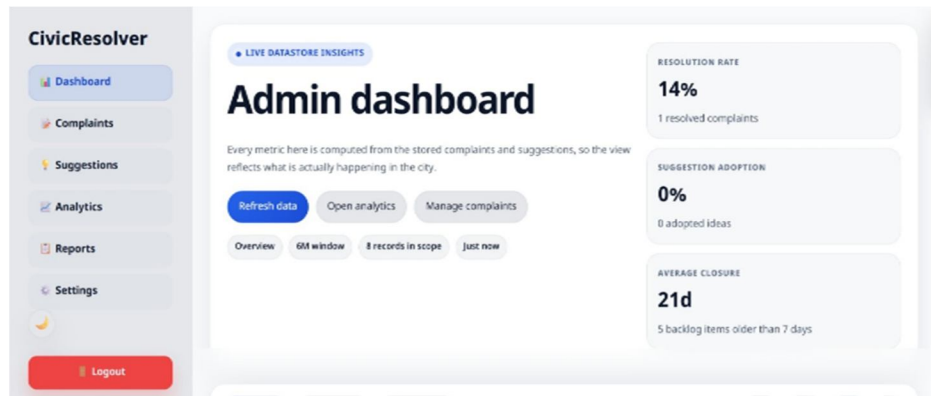 CivicResolver
Dashboard
Complaints
Suggestions
Analytics
Reports
Settings
Logout
LIVE DATASTORE INSIGHTS
Admin dashboard
Every metric here is computed from the stored complaints and suggestions, so the view
reflects what is actually happening in the city.
Refresh data Open analytics Manage complaints
Overview 6M window 8 records in scope Just now
RESOLUTION RATE
14%
1 resolved complaints
SUGGESTION ADOPTION
0%
0 adopted ideas
AVERAGE CLOSURE
21d
5 backlog items older than 7 days